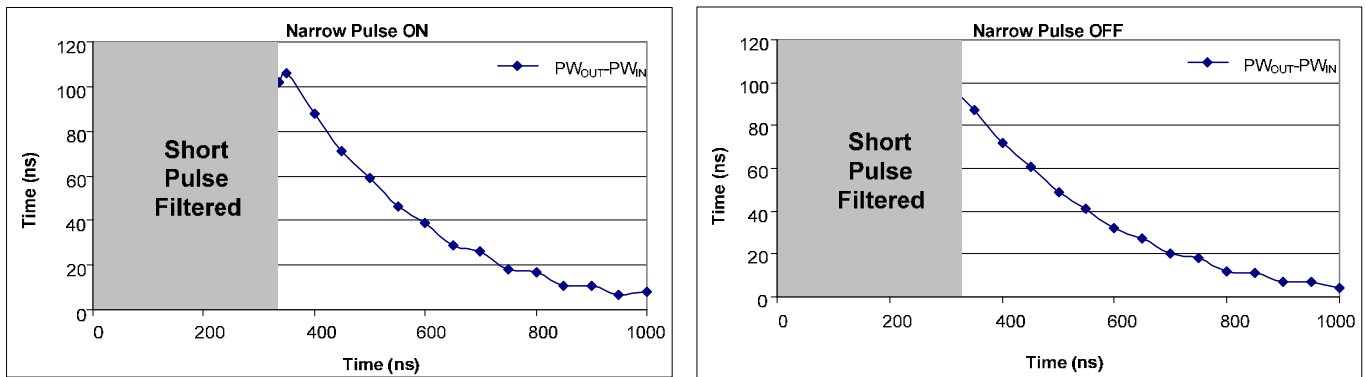 Narrow Pulse ON
120
100
80
60
40
20
0
Time (ns)
Short
Pulse
Filtered
PWOUT-PWIN
0 200 400 600 800 1000
Time (ns)
Narrow Pulse OFF
120
100
80
60
40
20
0
Time (ns)
Short
Pulse
Filtered
PWOUT-PWIN
0 200 400 600 800 1000
Time (ns)